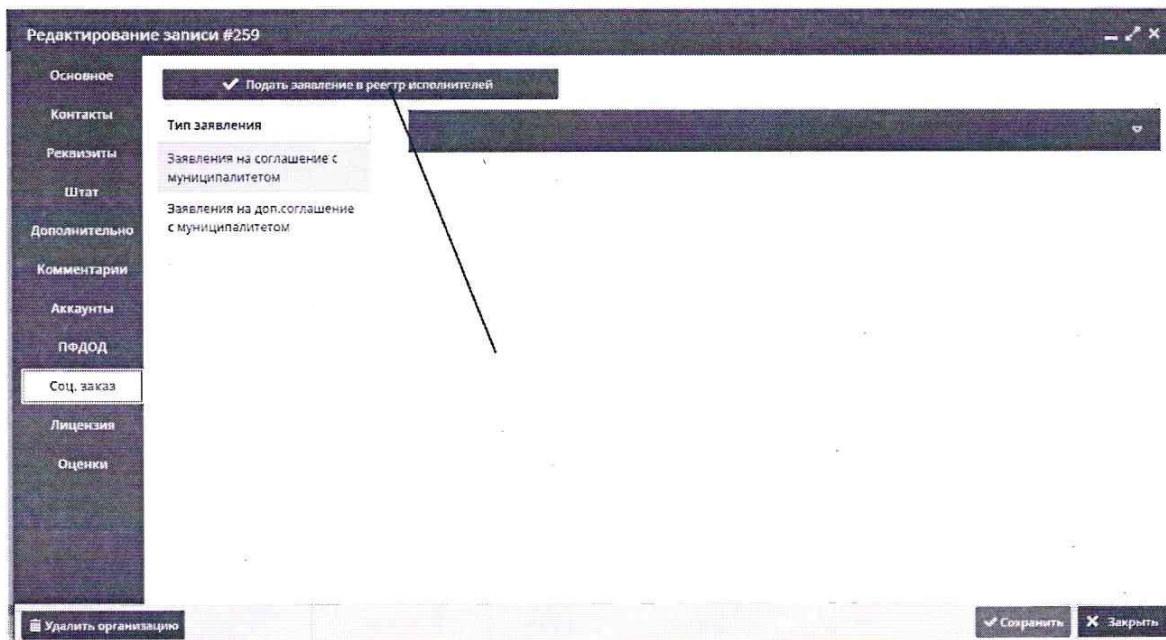 Редактирование записи #259
Основное
Контакты
Реквизиты
Штат
Дополнительно
Комментарии
Аккаунты
ПФДОД
Соц. заказ
Лицензия
Оценки
Подать заявление в реестр исполнителей
Тип заявления
Заявления на соглашение с
муниципалитетом
Заявления на доп.соглашение
с муниципалитетом
Удалить организацию
Сохранить
Закрыть